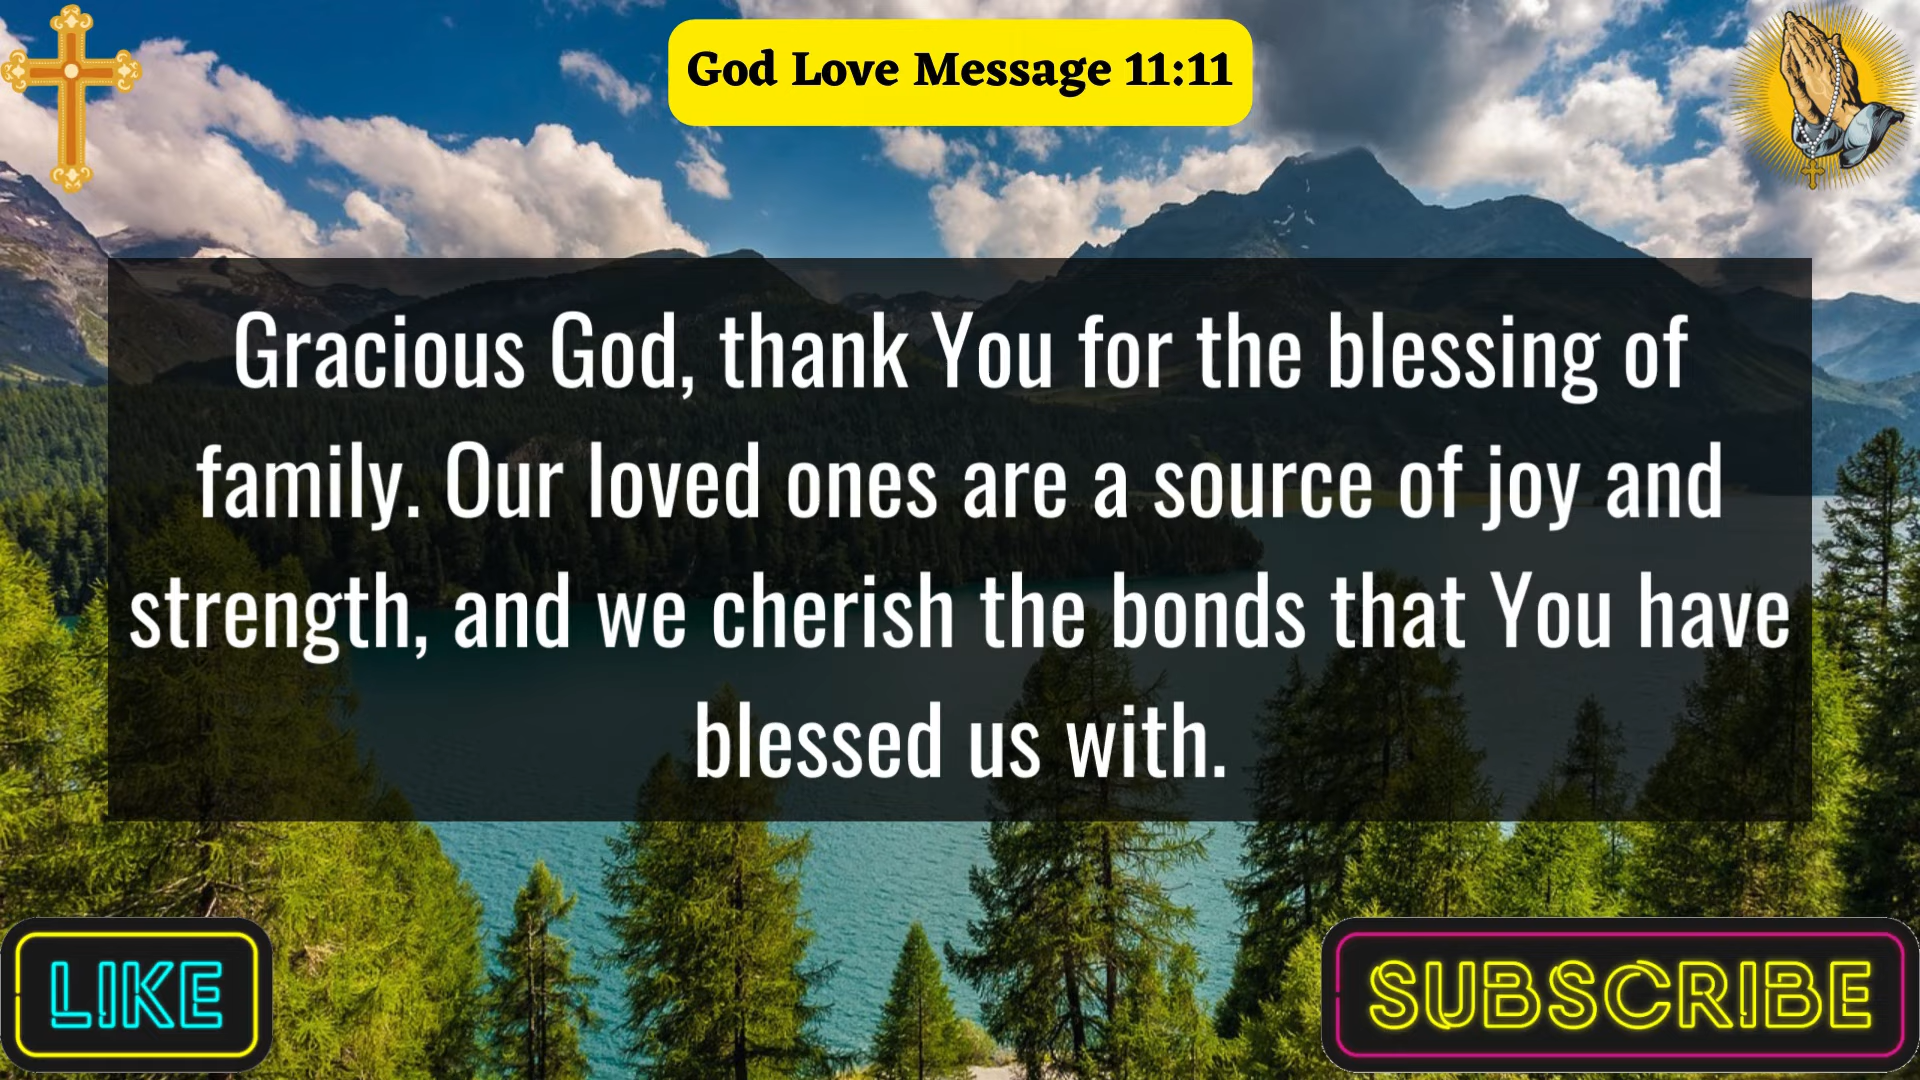 God Love Message 11:11
Gracious God, thank You for the blessing of
family. Our loved ones are a source of joy and
strength, and we cherish the bonds that You have
blessed us with.
LIKE
SUBSCRIBE